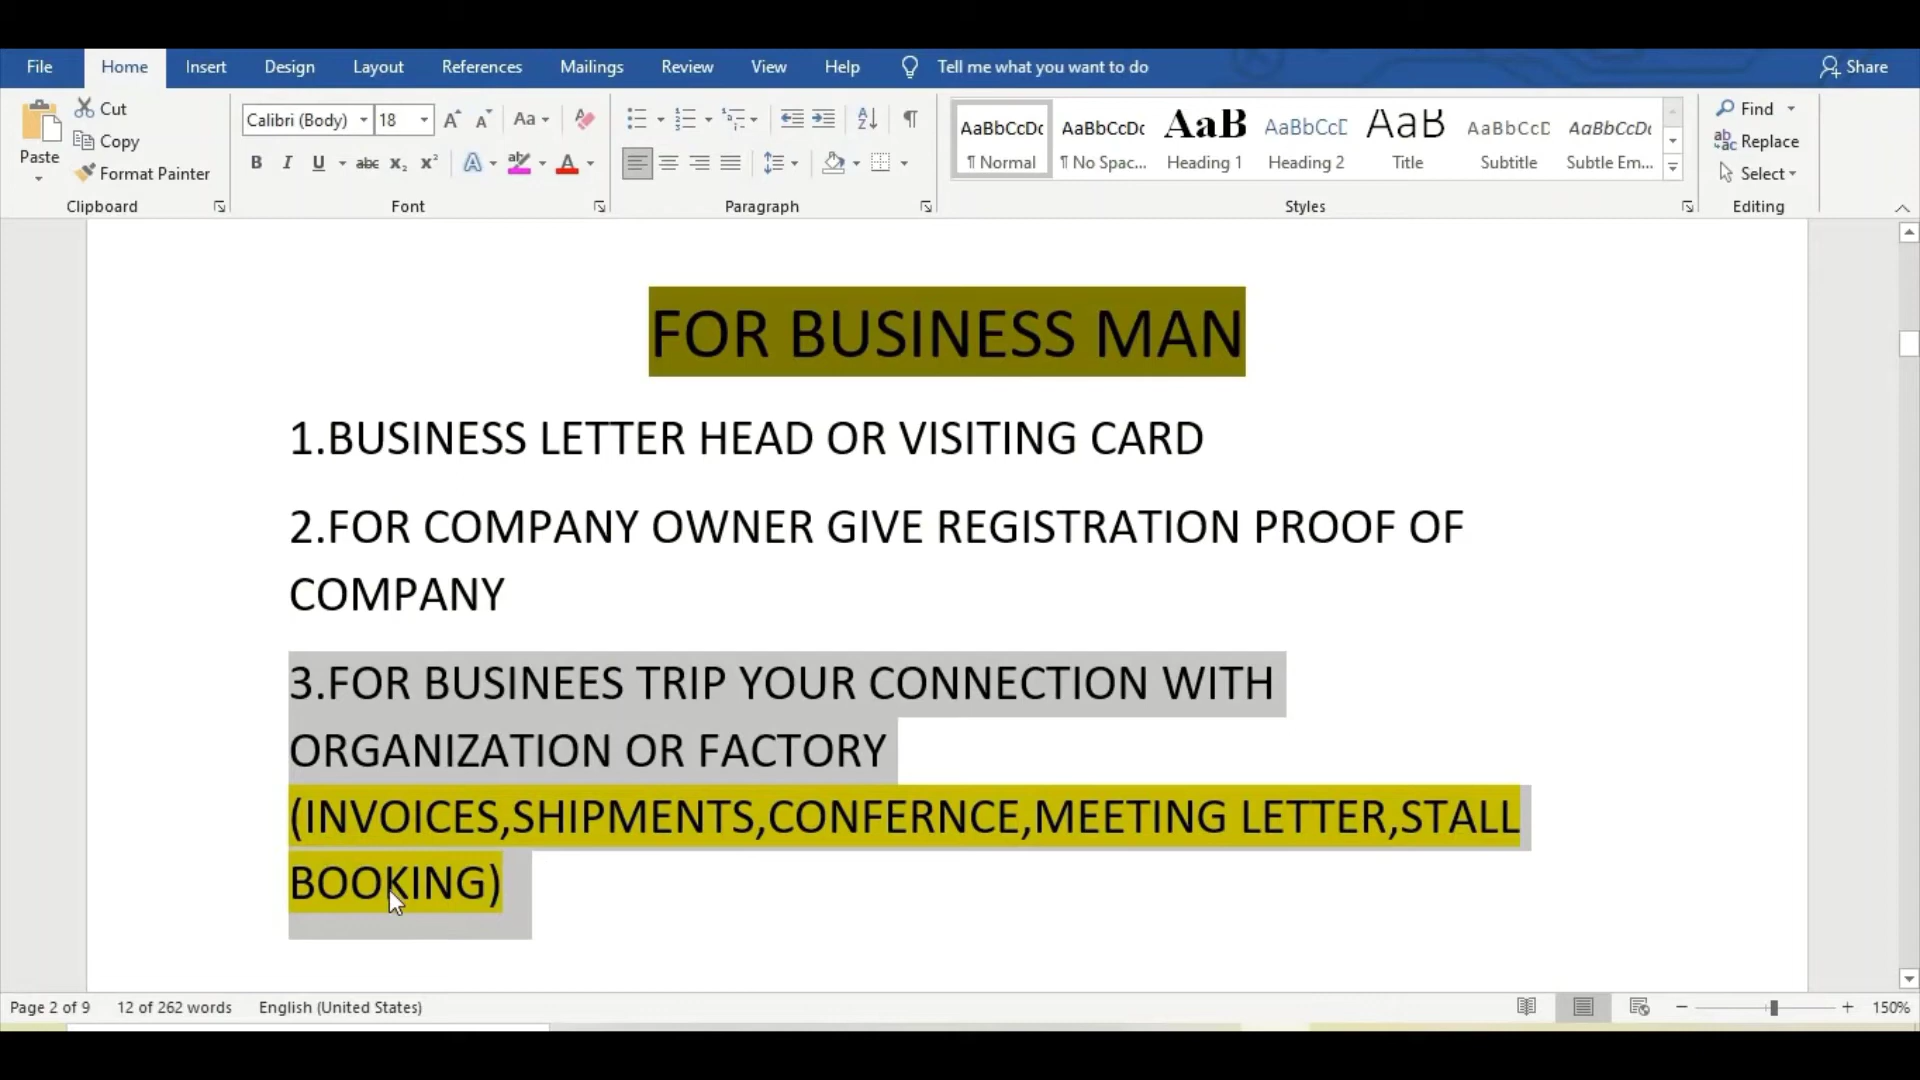 File Home Insert Design Layout References Mailings Review View Help Tell me what you want to do Share
Cut
Copy
Paste
Format Painter
Clipboard
Calibri (Body) 18
Font
Paragraph
AaBbCcDc AaBbCcDc AaB AaBbCcD AaB AaBbCcD AaBbCcDc
¶ Normal ¶ No Spac... Heading 1 Heading 2 Title Subtitle Subtle Em...
Styles
Find
Replace
Select
Editing
FOR BUSINESS MAN
1.BUSINESS LETTER HEAD OR VISITING CARD
2.FOR COMPANY OWNER GIVE REGISTRATION PROOF OF
COMPANY
3.FOR BUSINEES TRIP YOUR CONNECTION WITH
ORGANIZATION OR FACTORY
(INVOICES,SHIPMENTS,CONFERNCE,MEETING LETTER,STALL
BOOKING)
Page 2 of 9 12 of 262 words English (United States) 150%